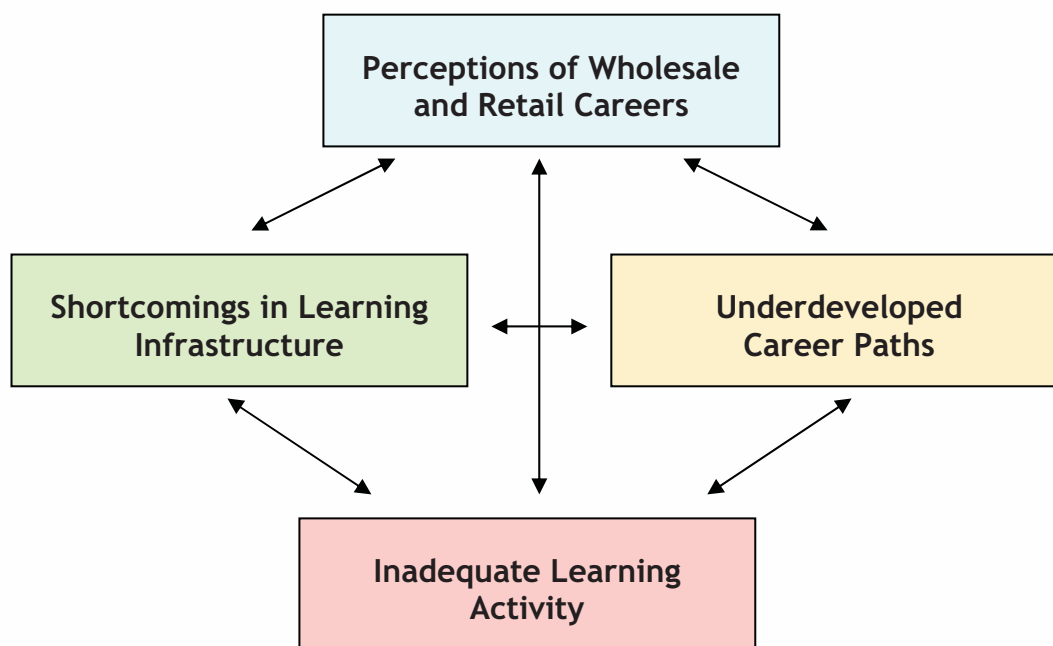 Perceptions of Wholesale
and Retail Careers
Shortcomings in Learning
Infrastructure
Underdeveloped
Career Paths
Inadequate Learning
Activity